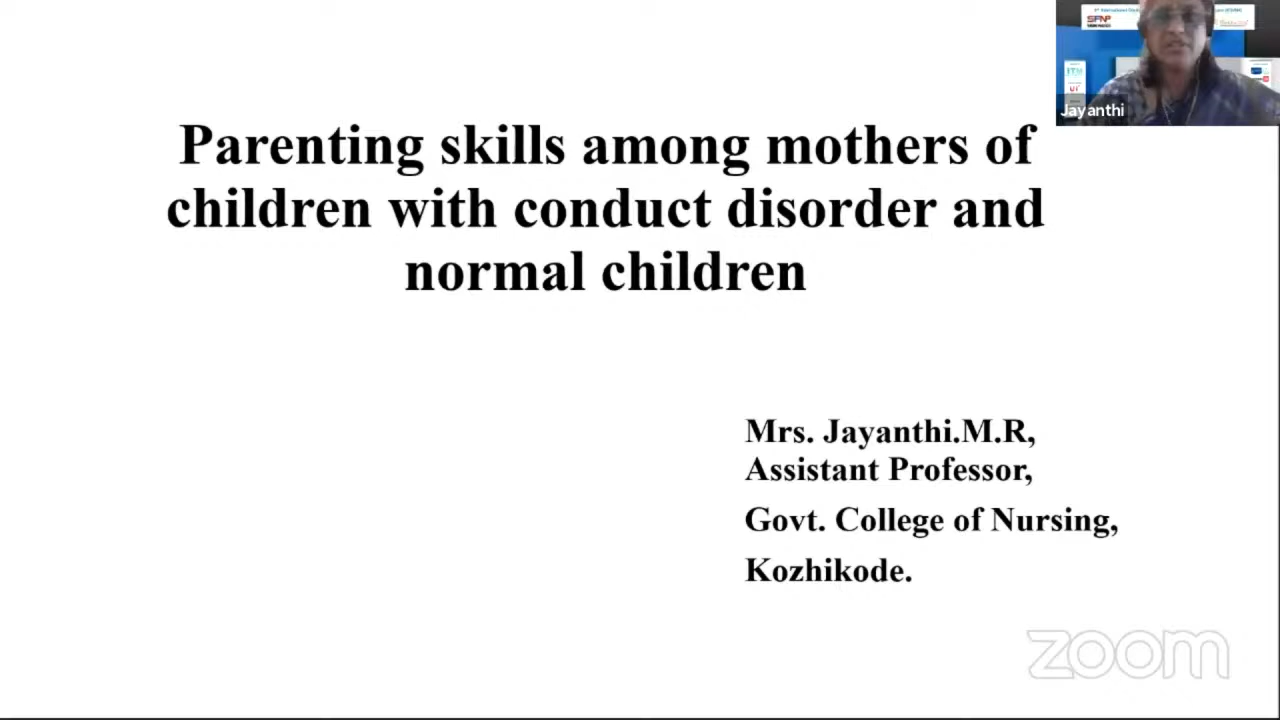 Parenting skills among mothers of
children with conduct disorder and
normal children
Mrs. Jayanthi.M.R,
Assistant Professor,
Govt. College of Nursing,
Kozhikode.
Jayanthi
zoom